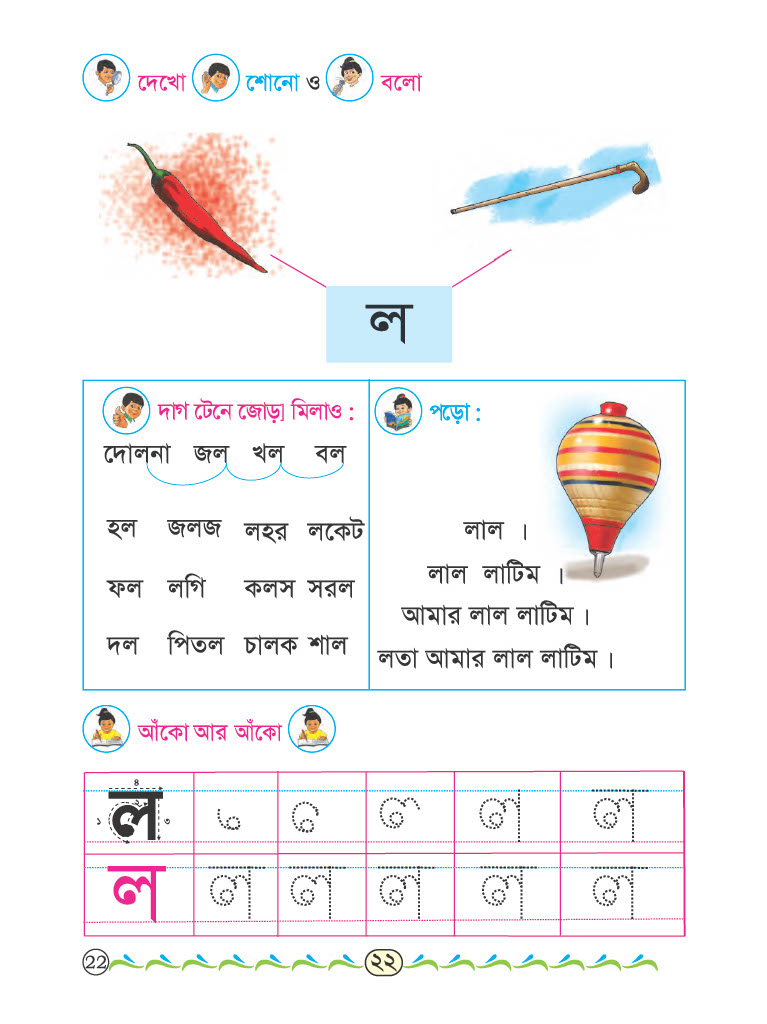 দেখো শোনো ও বলো
ল
দাগ টেনে জোড়া মিলাও :
দোলনা জল খল বল
হল জলজ লহর লকেট
ফল লগি কলস সরল
দল পিতল চালক শাল
পড়ো :
লাল ।
লাল লাটিম ।
আমার লাল লাটিম ।
লতা আমার লাল লাটিম ।
আঁকো আর আঁকো
ল ১ ২ ৩ ৪ ল ল
ল ল ল ল ল ল
22 ২২